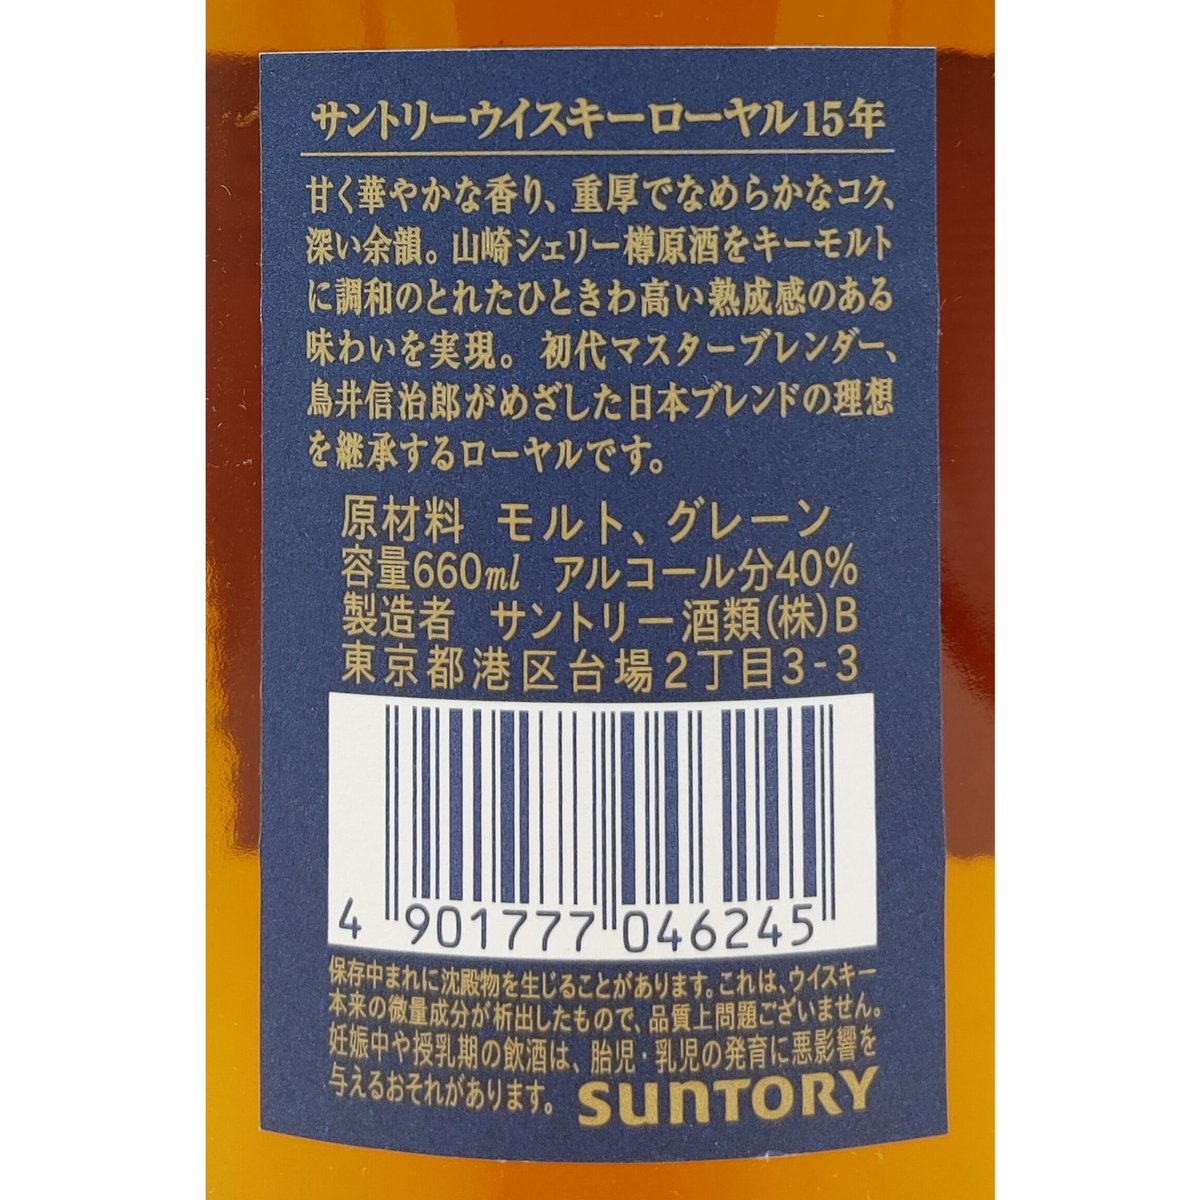 サントリーウイスキーローヤル15年
甘く華やかな香り、重厚でなめらかなコク、
深い余韻。山崎シェリー樽原酒をキーモルト
に調和のとれたひときわ高い熟成感のある
味わいを実現。初代マスターブレンダー、
鳥井信治郎がめざした日本ブレンドの理想
を継承するローヤルです。
原材料 モルト、グレーン
容量660ml アルコール分40%
製造者 サントリー酒類(株)B
東京都港区台場2丁目3-3
4 901777 046245
保存中まれに沈殿物を生じることがあります。これは、ウイスキー
本来の微量成分が析出したもので、品質上問題ございません。
妊娠中や授乳期の飲酒は、胎児・乳児の発育に悪影響を
与えるおそれがあります。
SUNTORY